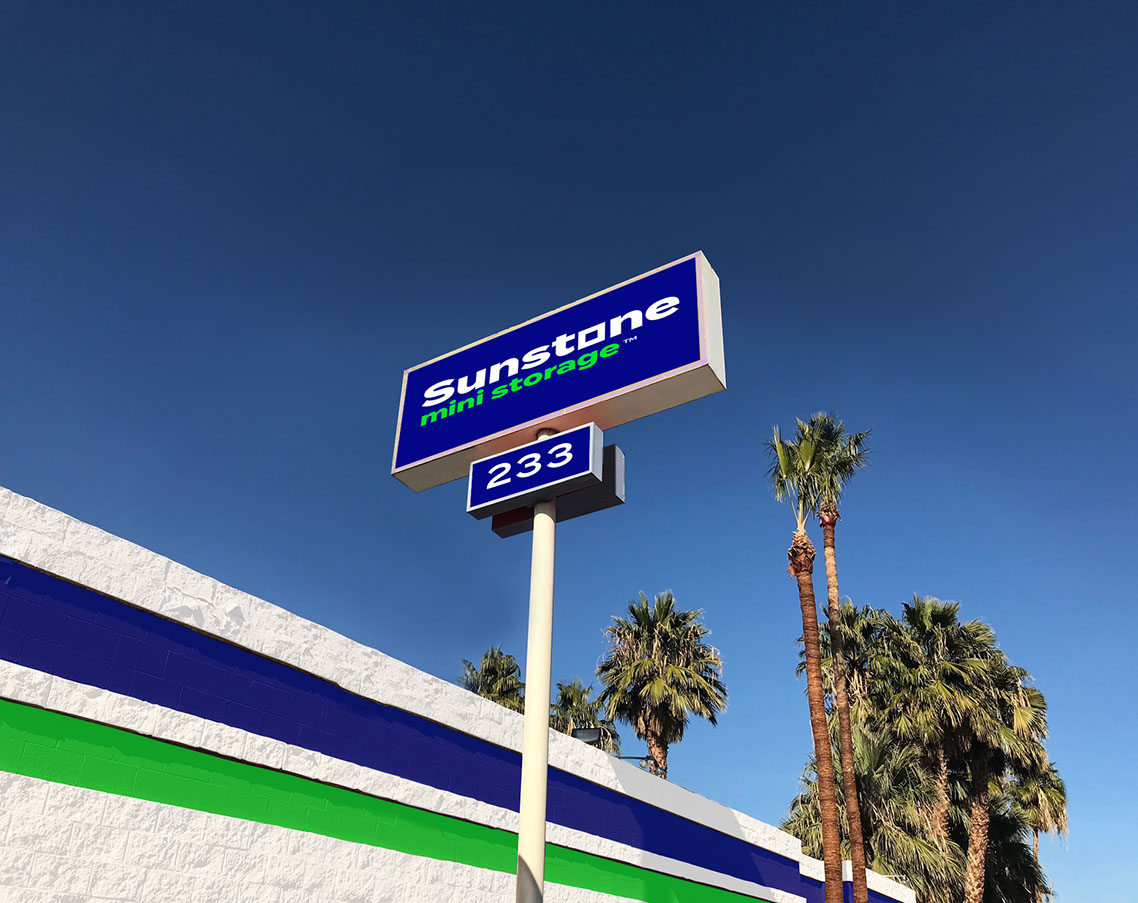 Sunstone
mini storage™
233